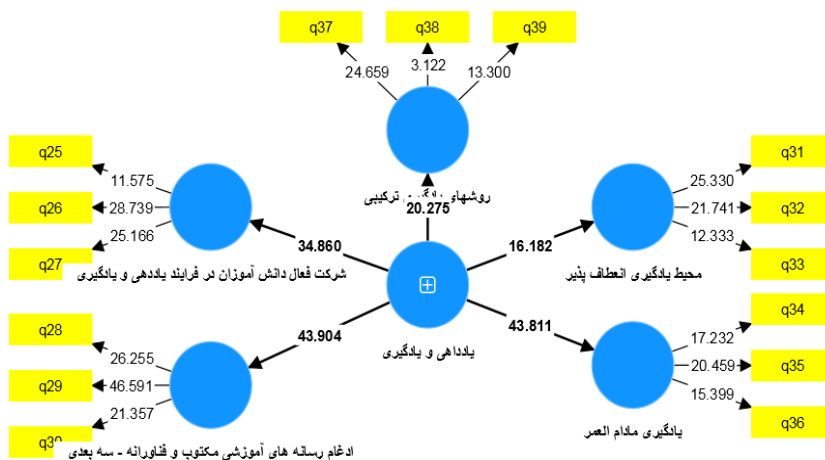 q37
q38
q39
24.659
3.122
13.300
روشهای یادگیری ترکیبی
20.275
q25
q26
q27
11.575
28.739
25.166
شرکت فعال دانش آموزان در فرایند یاددهی و یادگیری
34.860
q31
q32
q33
25.330
21.741
12.333
محیط یادگیری انعطاف پذیر
16.182
یادداهی و یادگیری
q28
q29
26.255
46.591
21.357
ادغام رسانه های آموزشی مکتوب و فناورانه - سه بعدی
43.904
q34
q35
q36
17.232
20.459
15.399
یادگیری مادام العمر
43.811